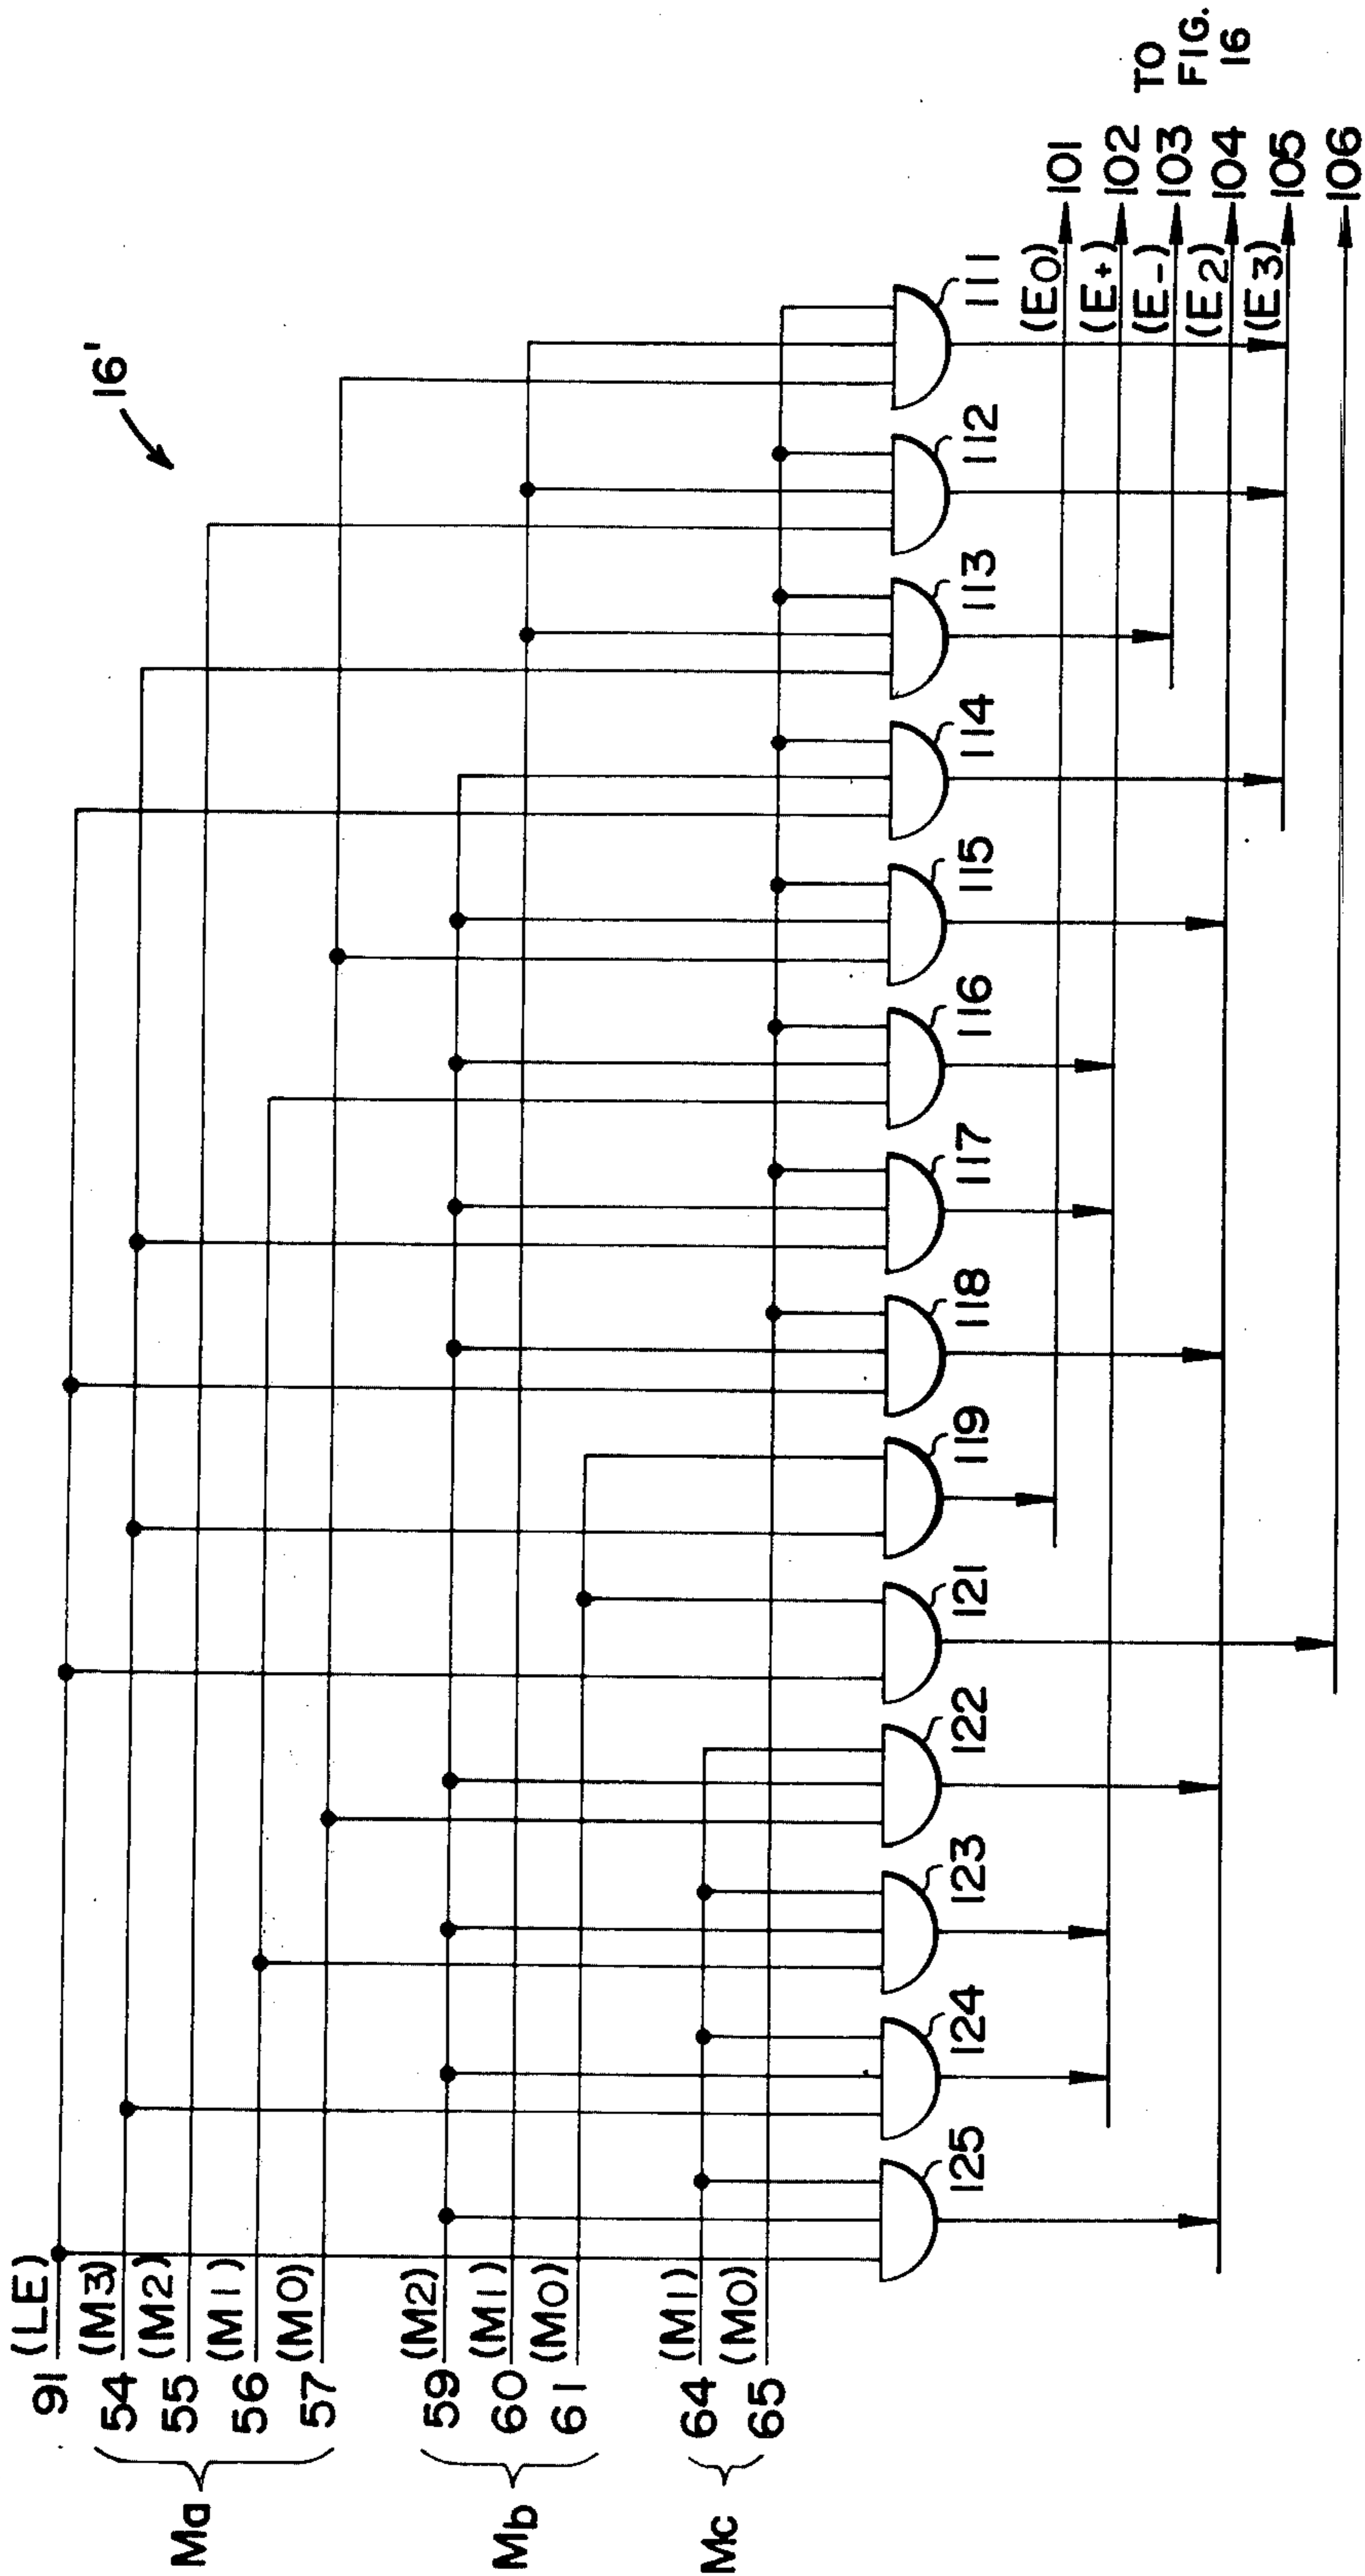 16'
91 (LE)
54 (M3)
55 (M2)
56 (M1)
57 (M0)
Ma
59 (M2)
60 (M1)
61 (M0)
Mb
64 (M1)
65 (M0)
Mc
125
124
123
122
121
119
118
117
116
115
114
113
112
111
(E0) 101
(E+) 102
(E-) 103
(E2) 104
(E3) 105
106
TO
FIG.
16